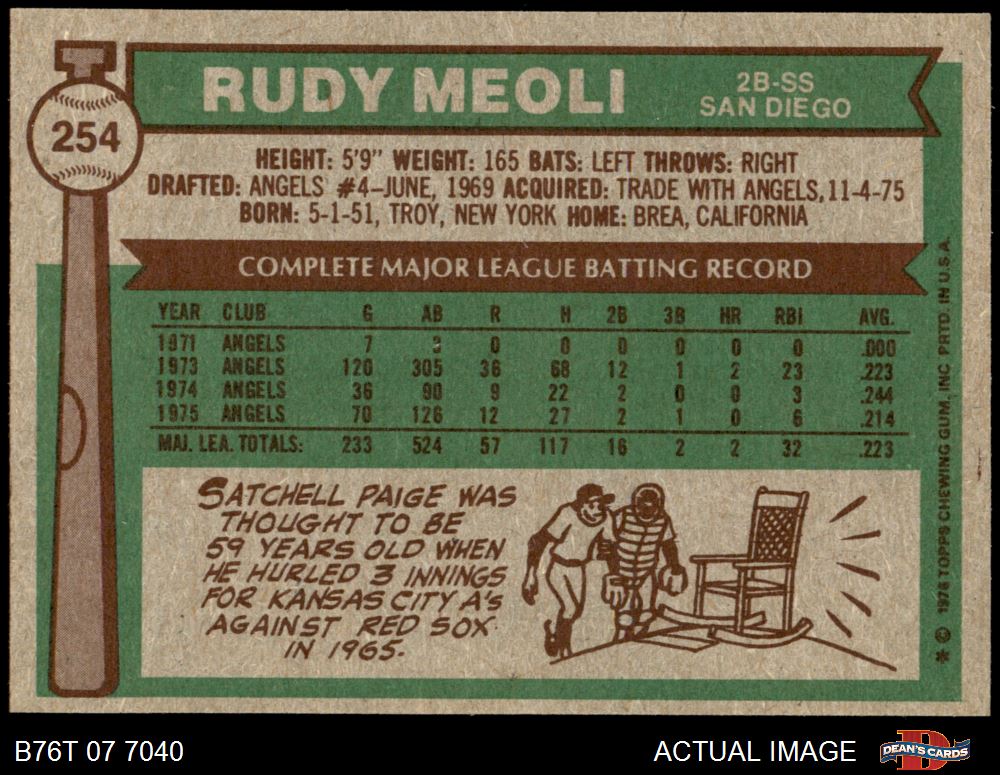 254
RUDY MEOLI
2B-SS
SAN DIEGO
HEIGHT: 5'9" WEIGHT: 165 BATS: LEFT THROWS: RIGHT
DRAFTED: ANGELS #4-JUNE, 1969 ACQUIRED: TRADE WITH ANGELS, 11-4-75
BORN: 5-1-51, TROY, NEW YORK HOME: BREA, CALIFORNIA
COMPLETE MAJOR LEAGUE BATTING RECORD
YEAR CLUB G AB R H 2B 3B HR RBI AVG.
1971 ANGELS 7 3 0 0 0 0 0 0 .000
1973 ANGELS 120 305 36 68 12 1 2 23 .223
1974 ANGELS 36 90 9 22 2 0 0 3 .244
1975 ANGELS 70 126 12 27 2 1 0 6 .214
MAJ. LEA. TOTALS: 233 524 57 117 16 2 2 32 .223
SATCHELL PAIGE WAS
THOUGHT TO BE
59 YEARS OLD WHEN
HE HURLED 3 INNINGS
FOR KANSAS CITY A'S
AGAINST RED SOX
IN 1965.
* © 1976 TOPPS CHEWING GUM, INC PRTD. IN U.S.A.
B76T 07 7040
ACTUAL IMAGE
DEAN'S CARDS